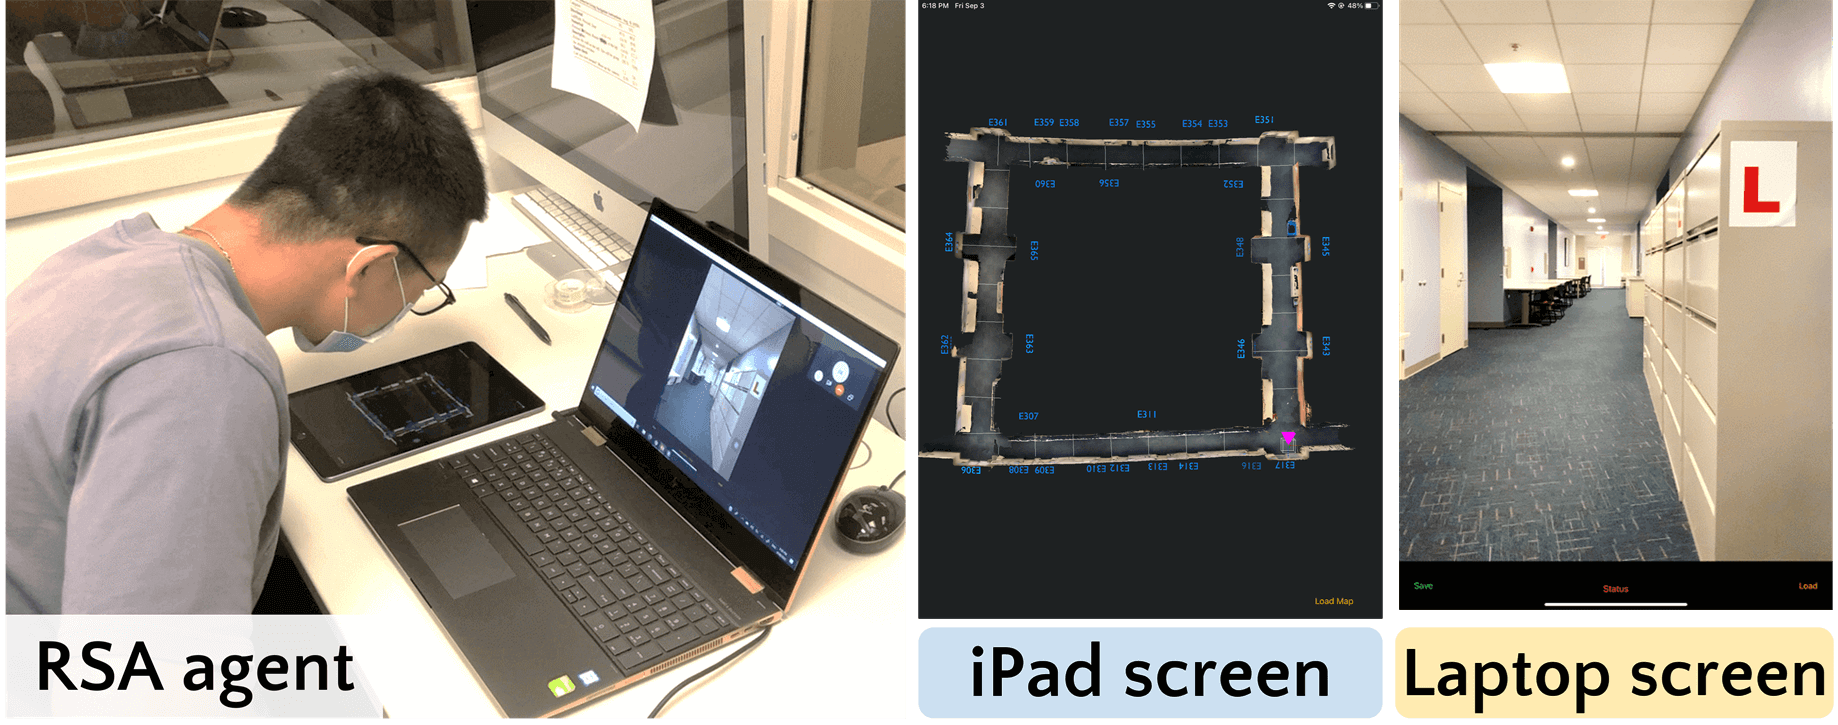 6:18 PM Fri Sep 3
48%
E361
E359
E358
E357
E355
E354
E353
E351
E360
E356
E352
E364
E365
E348
E345
E362
E363
E346
E343
E307
E311
E306
E308
E309
E310
E312
E313
E314
E316
E317
Load Map
L
Save
Status
Load
RSA agent
iPad screen
Laptop screen